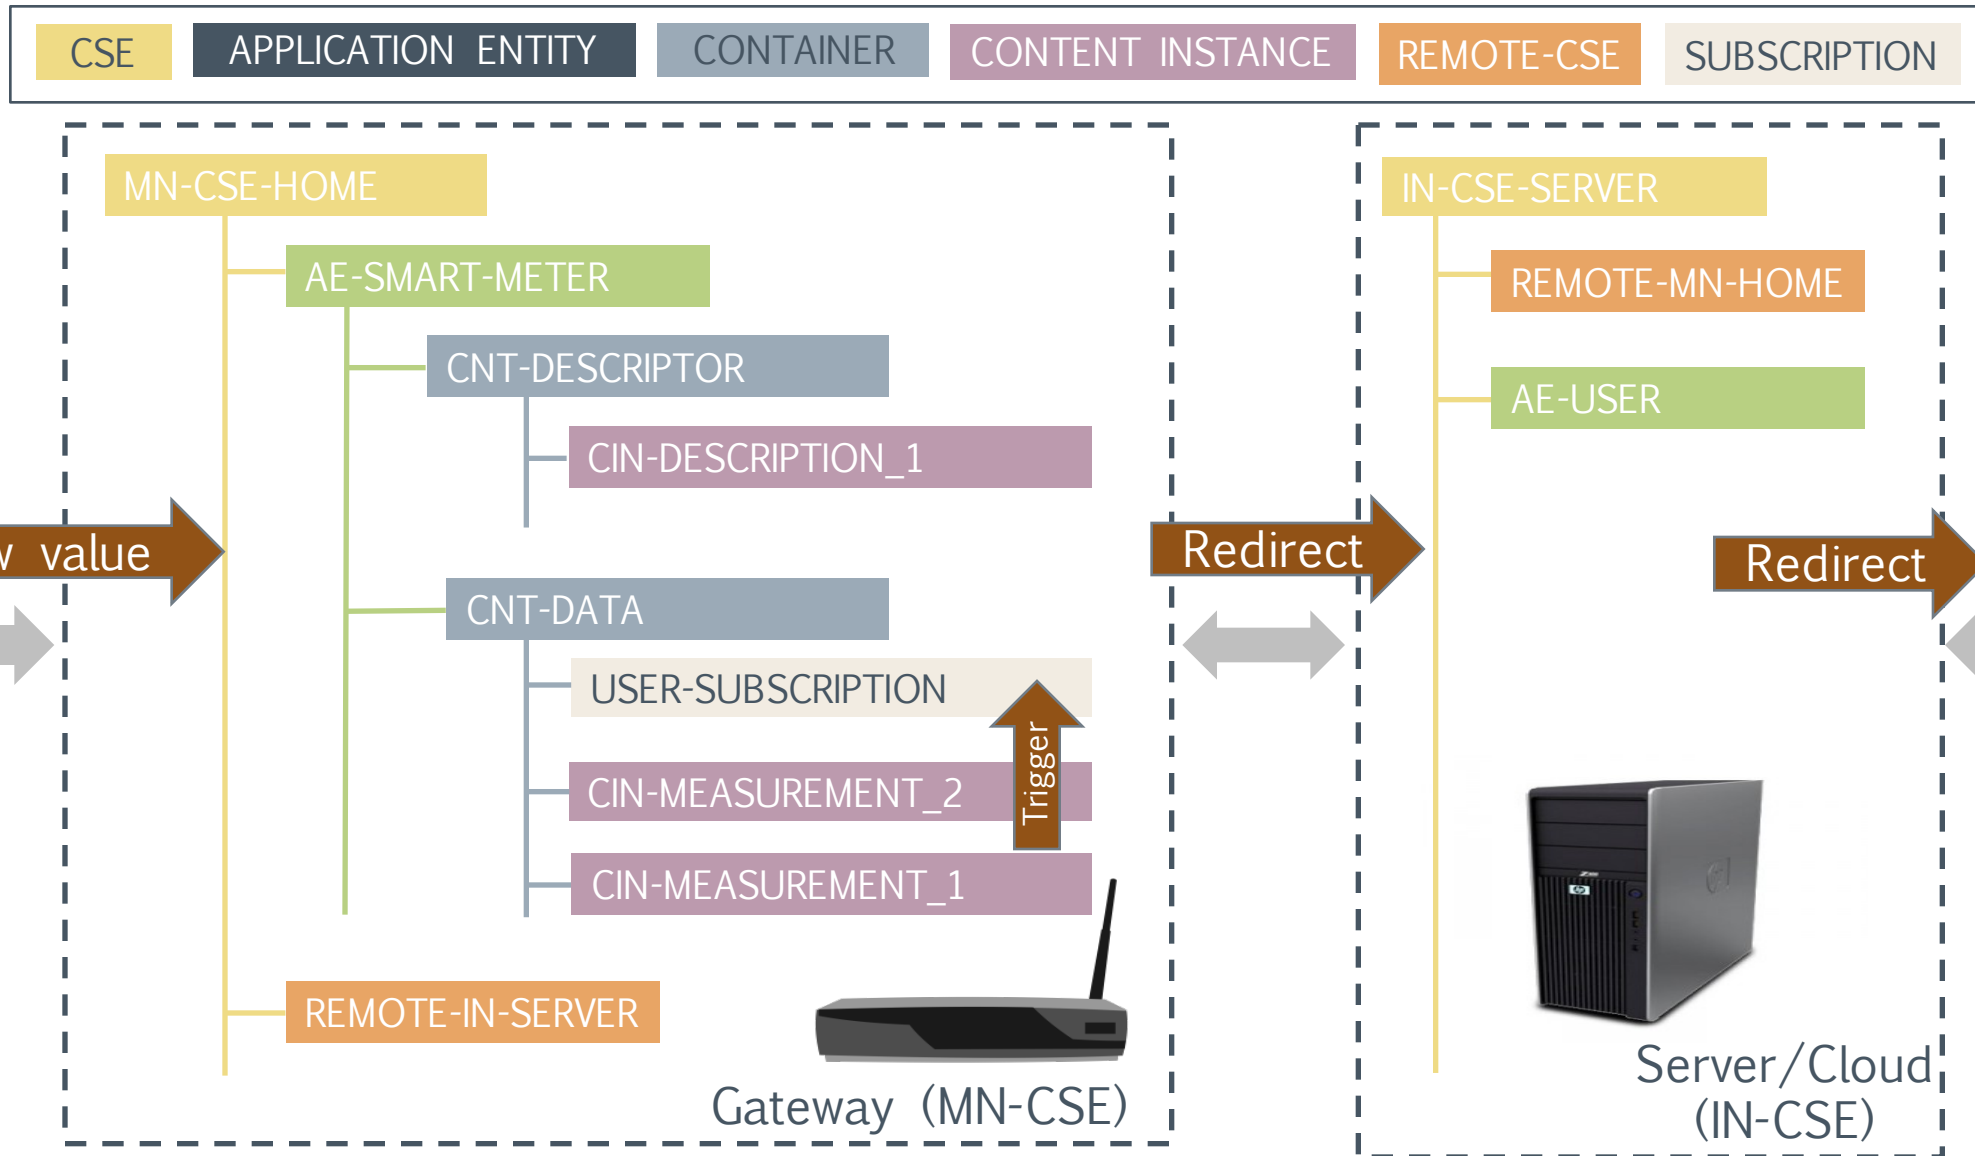 CSE
APPLICATION ENTITY
CONTAINER
CONTENT INSTANCE
REMOTE-CSE
SUBSCRIPTION
MN-CSE-HOME
AE-SMART-METER
CNT-DESCRIPTOR
CIN-DESCRIPTION_1
value
CNT-DATA
USER-SUBSCRIPTION
Trigger
CIN-MEASUREMENT_2
CIN-MEASUREMENT_1
REMOTE-IN-SERVER
Gateway (MN-CSE)
Redirect
IN-CSE-SERVER
REMOTE-MN-HOME
AE-USER
Redirect
hp
Server/Cloud
(IN-CSE)